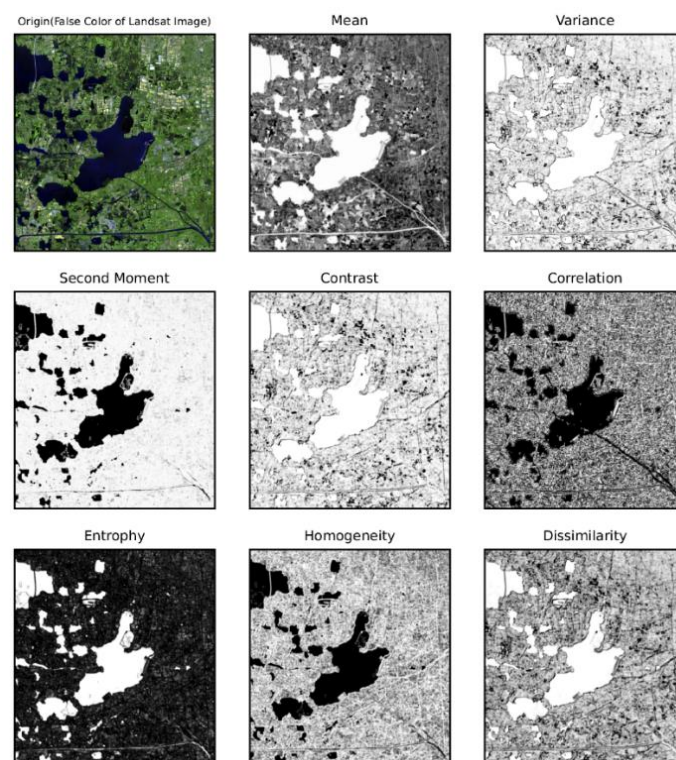 Origin(False Color of Landsat Image)
Mean
Variance
Second Moment
Contrast
Correlation
Entrophy
Homogeneity
Dissimilarity